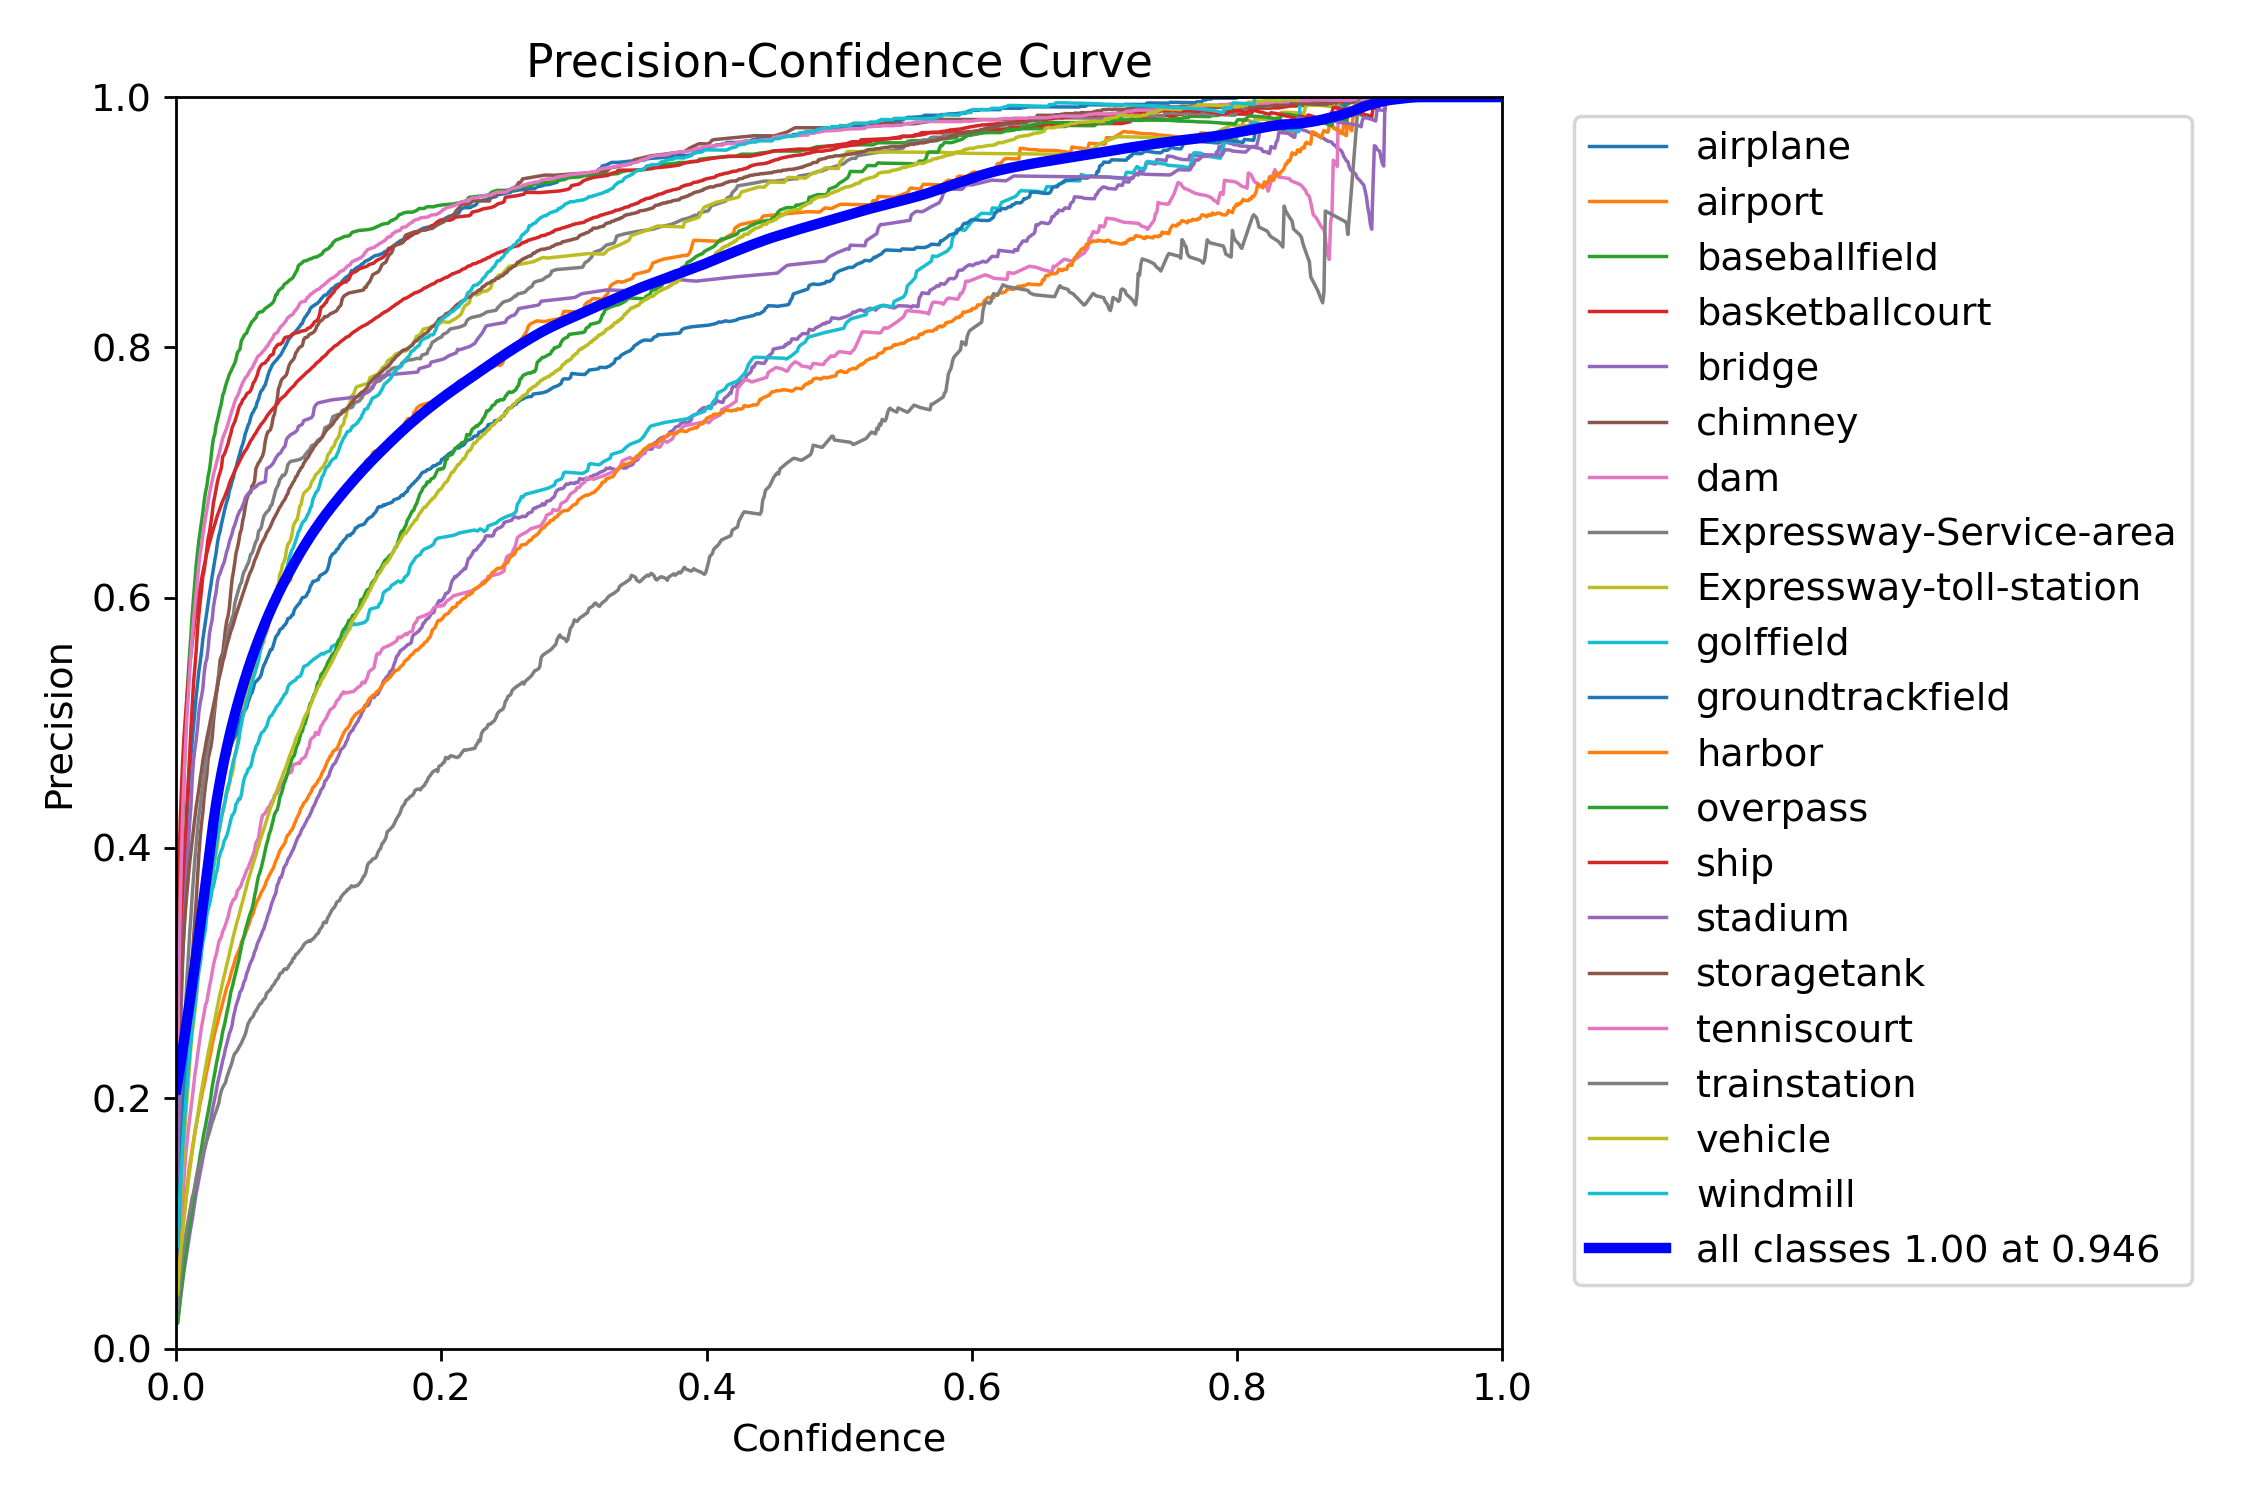 Precision-Confidence Curve
1.0
0.8
0.6
0.4
0.2
0.0
Precision
0.0 0.2 0.4 0.6 0.8 1.0
Confidence
airplane
airport
baseballfield
basketballcourt
bridge
chimney
dam
Expressway-Service-area
Expressway-toll-station
golffield
groundtrackfield
harbor
overpass
ship
stadium
storagetank
tenniscourt
trainstation
vehicle
windmill
all classes 1.00 at 0.946